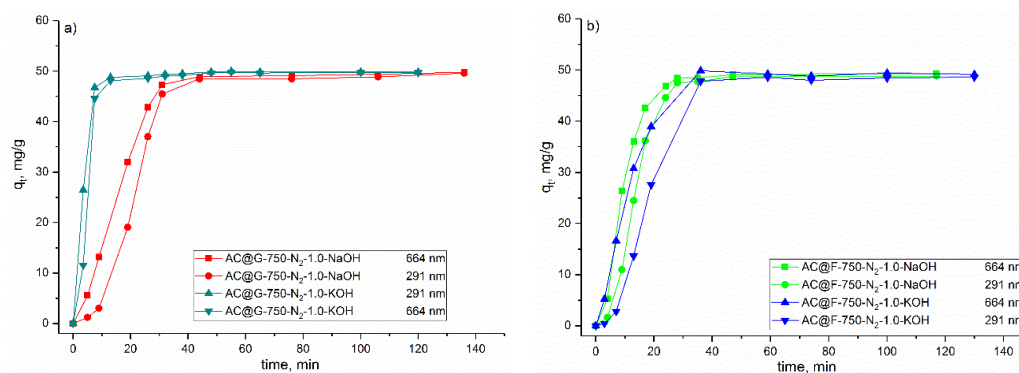 a)
60
50
40
30
20
10
0
qt, mg/g
AC@G-750-N2-1.0-NaOH 664 nm
AC@G-750-N2-1.0-NaOH 291 nm
AC@G-750-N2-1.0-KOH 291 nm
AC@G-750-N2-1.0-KOH 664 nm
0 20 40 60 80 100 120 140
time, min
b)
60
50
40
30
20
10
0
qt, mg/g
AC@F-750-N2-1.0-NaOH 664 nm
AC@F-750-N2-1.0-NaOH 291 nm
AC@F-750-N2-1.0-KOH 664 nm
AC@F-750-N2-1.0-KOH 291 nm
0 20 40 60 80 100 120 140
time, min